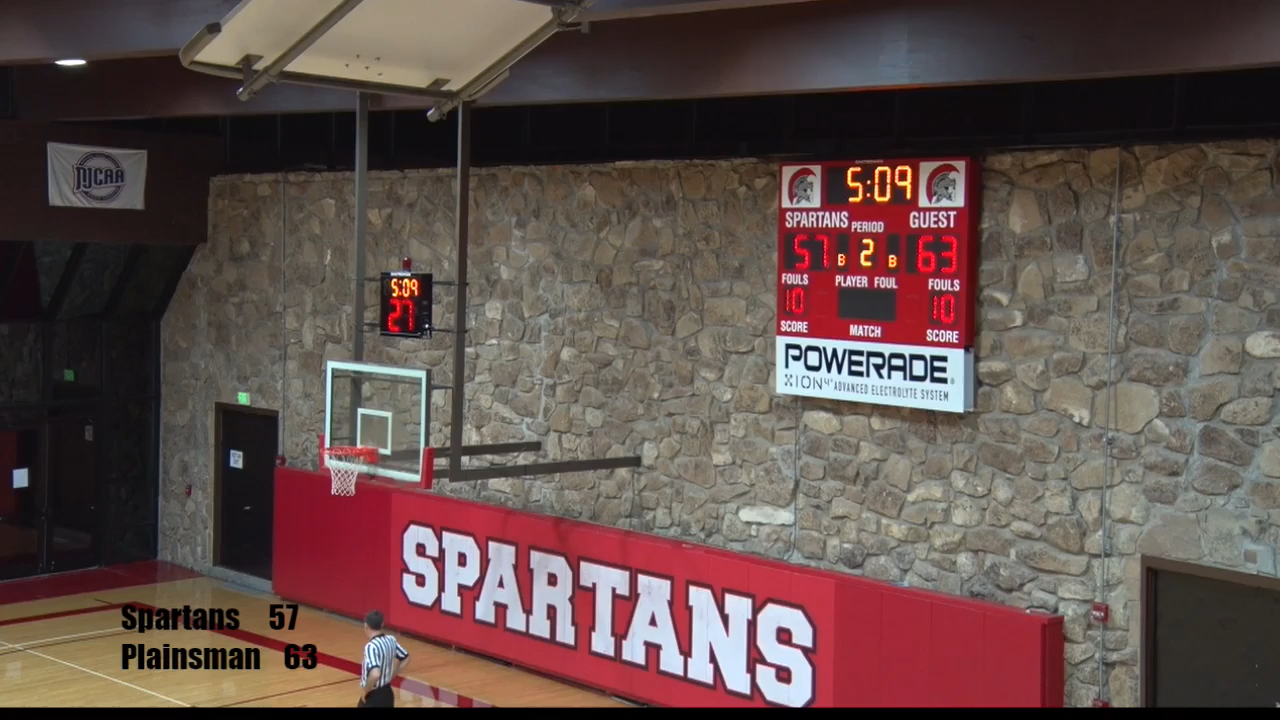 NJCAA
5:09
SPARTANS PERIOD GUEST
57 B 2 B 63
FOULS PLAYER FOUL FOULS
10 10
SCORE MATCH SCORE
POWERADE
ION4 ADVANCED ELECTROLYTE SYSTEM
5:09
27
SPARTANS
Spartans 57
Plainsman 63